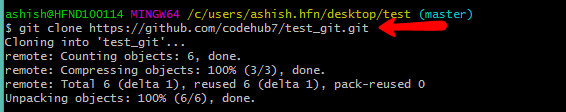 ashish@HFND100114 MINGW64 /c/users/ashish.hfn/desktop/test (master)
$ git clone https://github.com/codehub7/test_git.git
Cloning into 'test_git'...
remote: Counting objects: 6, done.
remote: Compressing objects: 100% (3/3), done.
remote: Total 6 (delta 1), reused 6 (delta 1), pack-reused 0
Unpacking objects: 100% (6/6), done.